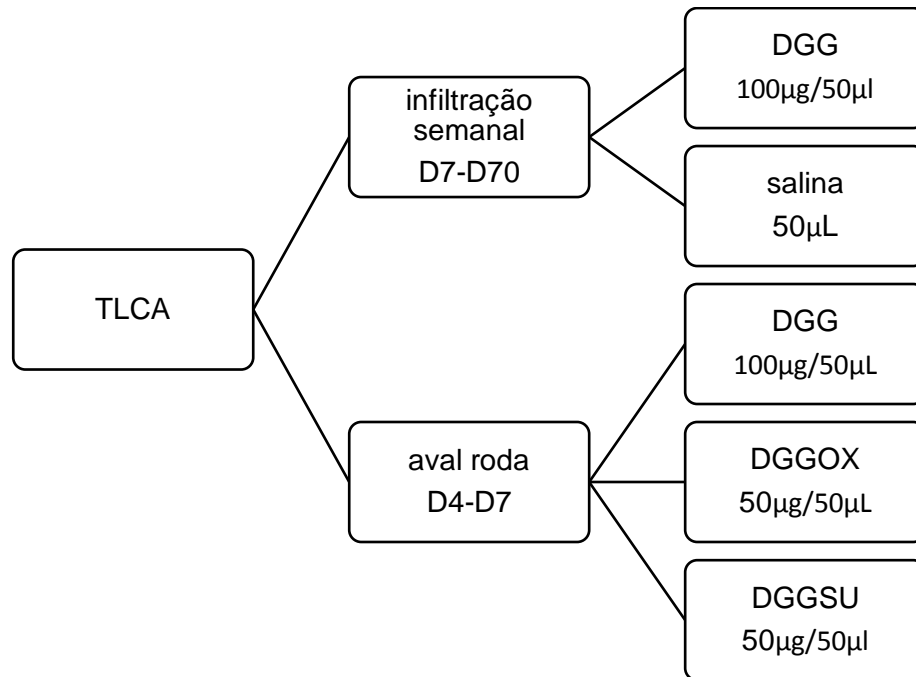 TLCA
infiltração
semanal
D7-D70
DGG
100µg/50µl
salina
50µL
aval roda
D4-D7
DGG
100µg/50µL
DGGOX
50µg/50µL
DGGSU
50µg/50µl